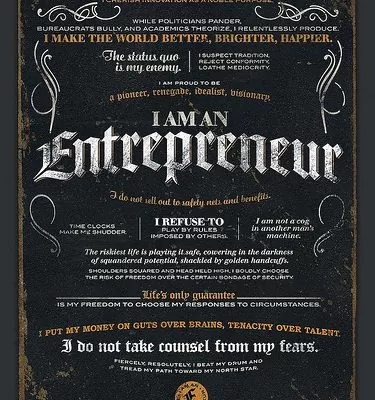 I CHERISH INNOVATION AS A NOBLE PURPOSE.
WHILE POLITICIANS PANDER,
BUREAUCRATS BULLY, AND ACADEMICS THEORIZE, I RELENTLESSLY PRODUCE.
I MAKE THE WORLD BETTER, BRIGHTER, HAPPIER.
The status quo
is my enemy.
I SUSPECT TRADITION,
REJECT CONFORMITY,
LOATHE MEDIOCRITY.
I AM PROUD TO BE
a pioneer, renegade, idealist, visionary.
I AM AN
Entrepreneur
I do not sell out to safety nets and benefits.
TIME CLOCKS
MAKE ME SHUDDER.
I REFUSE TO
PLAY BY RULES
IMPOSED BY OTHERS.
I am not a cog
in another man's
machine.
The riskiest life is playing it safe, cowering in the darkness
of squandered potential, shackled by golden handcuffs.
SHOULDERS SQUARED AND HEAD HELD HIGH, I BOLDLY CHOOSE
THE RISK OF FREEDOM OVER THE CERTAIN BONDAGE OF SECURITY.
Life's only guarantee
IS MY FREEDOM TO CHOOSE MY RESPONSES TO CIRCUMSTANCES.
I PUT MY MONEY ON GUTS OVER BRAINS, TENACITY OVER TALENT.
I do not take counsel from my fears.
FIERCELY, RESOLUTELY, I BEAT MY DRUM AND
TREAD MY PATH TOWARD MY NORTH STAR.